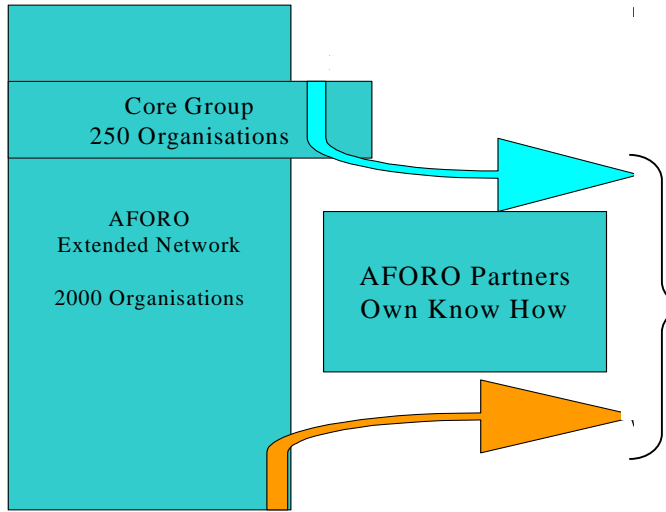 Core Group
250 Organisations
AFORO
Extended Network
2000 Organisations
AFORO Partners
Own Know How